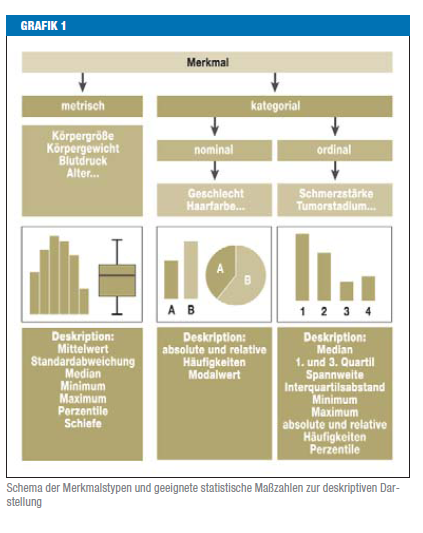 GRAFIK 1
Merkmal
metrisch
kategorial
Körpergröße
Körpergewicht
Blutdruck
Alter...
nominal
ordinal
Geschlecht
Haarfarbe...
Schmerzstärke
Tumorstadium...
A B
A
B
1 2 3 4
Deskription:
Mittelwert
Standardabweichung
Median
Minimum
Maximum
Perzentile
Schiefe
Deskription:
absolute und relative
Häufigkeiten
Modalwert
Deskription:
Median
1. und 3. Quartil
Spannweite
Interquartilsabstand
Minimum
Maximum
absolute und relative
Häufigkeiten
Perzentile
Schema der Merkmalstypen und geeignete statistische Maßzahlen zur deskriptiven Dar-
stellung